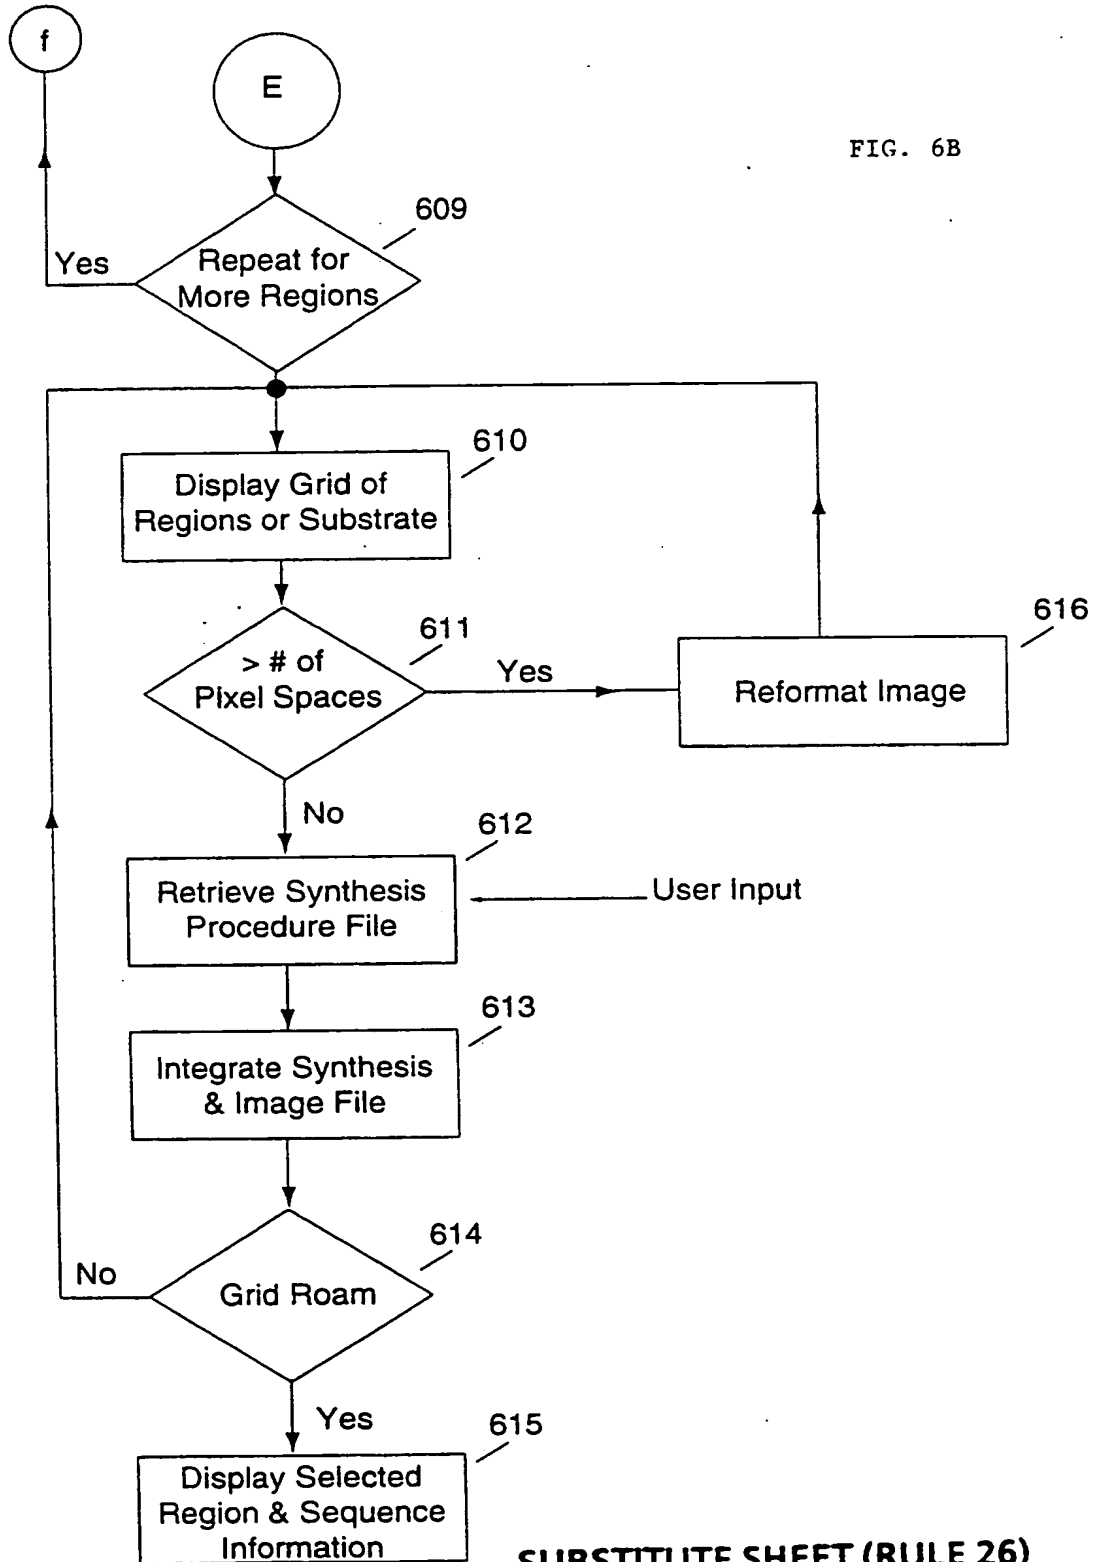 f
E
FIG. 6B
609
Yes
Repeat for
More Regions
610
Display Grid of
Regions or Substrate
611
> # of
Pixel Spaces
Yes
616
Reformat Image
No
612
Retrieve Synthesis
Procedure File
User Input
613
Integrate Synthesis
& Image File
614
No
Grid Roam
Yes
615
Display Selected
Region & Sequence
Information
SUBSTITUTE SHEET (RULE 26)